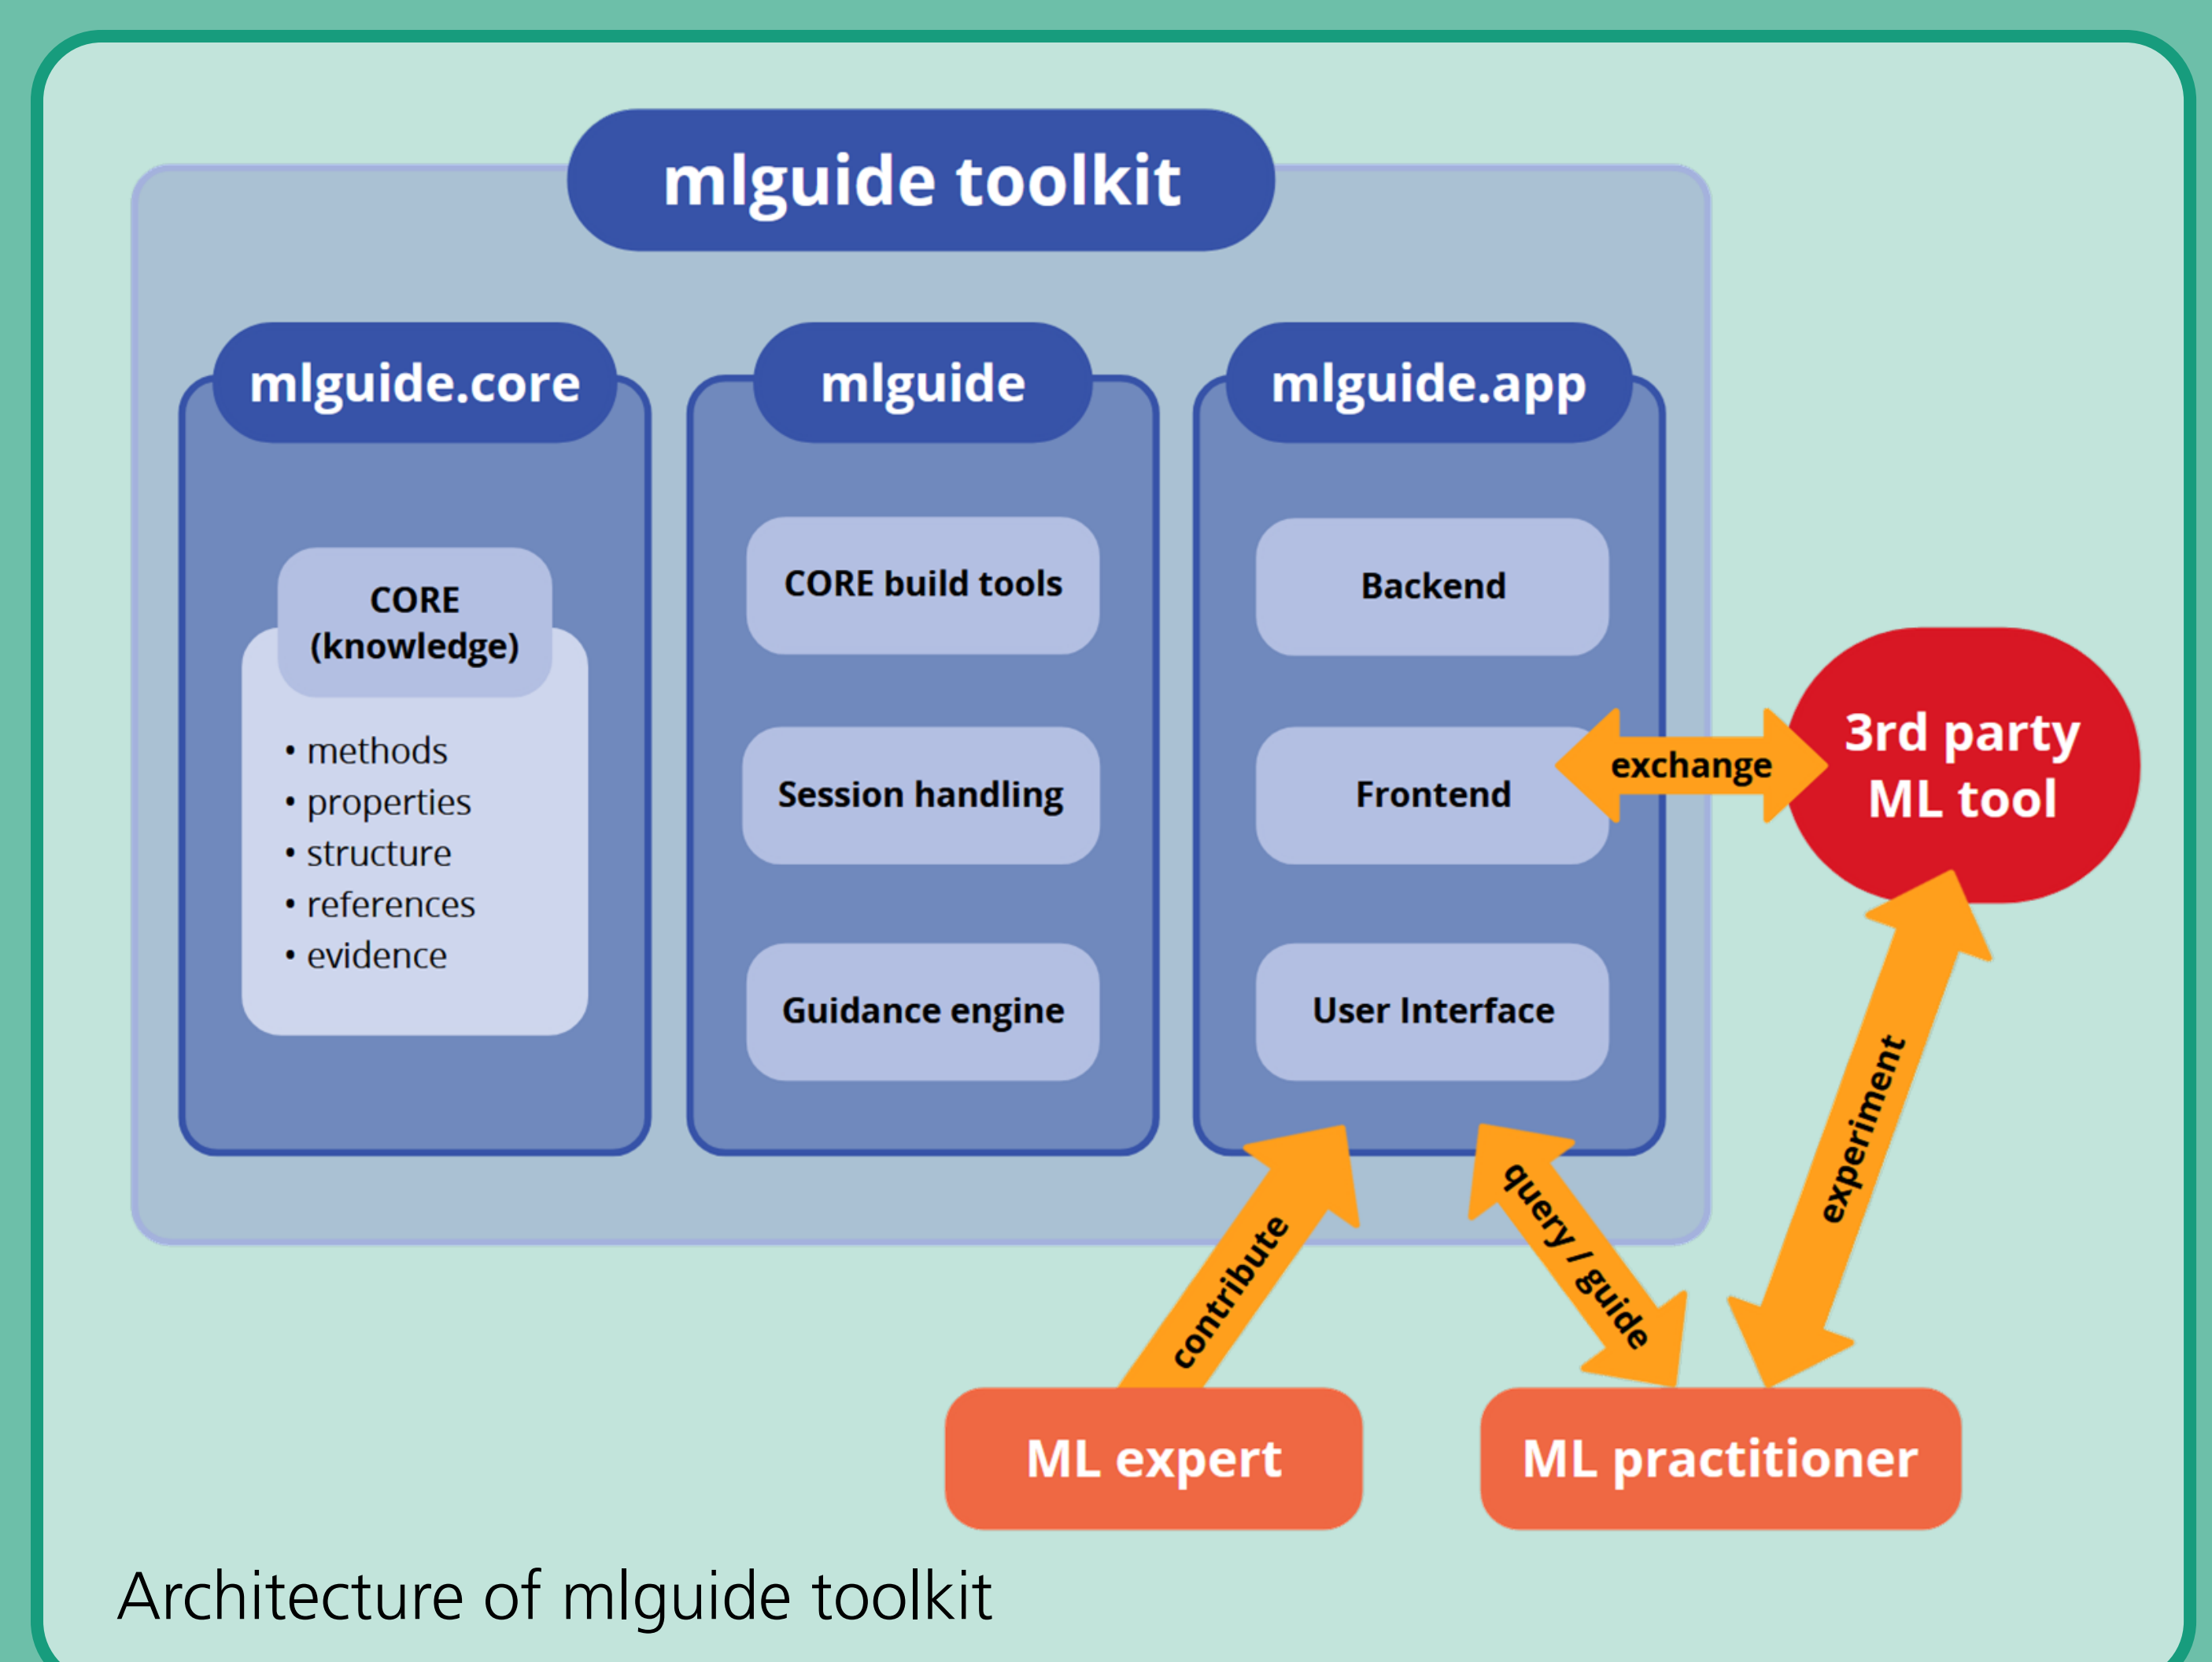 mlguide toolkit
mlguide.core
CORE
(knowledge)
• methods
• properties
• structure
• references
• evidence
mlguide
CORE build tools
Session handling
Guidance engine
mlguide.app
Backend
Frontend
User Interface
exchange
3rd party
ML tool
experiment
contribute
query / guide
ML expert
ML practitioner
Architecture of mlguide toolkit